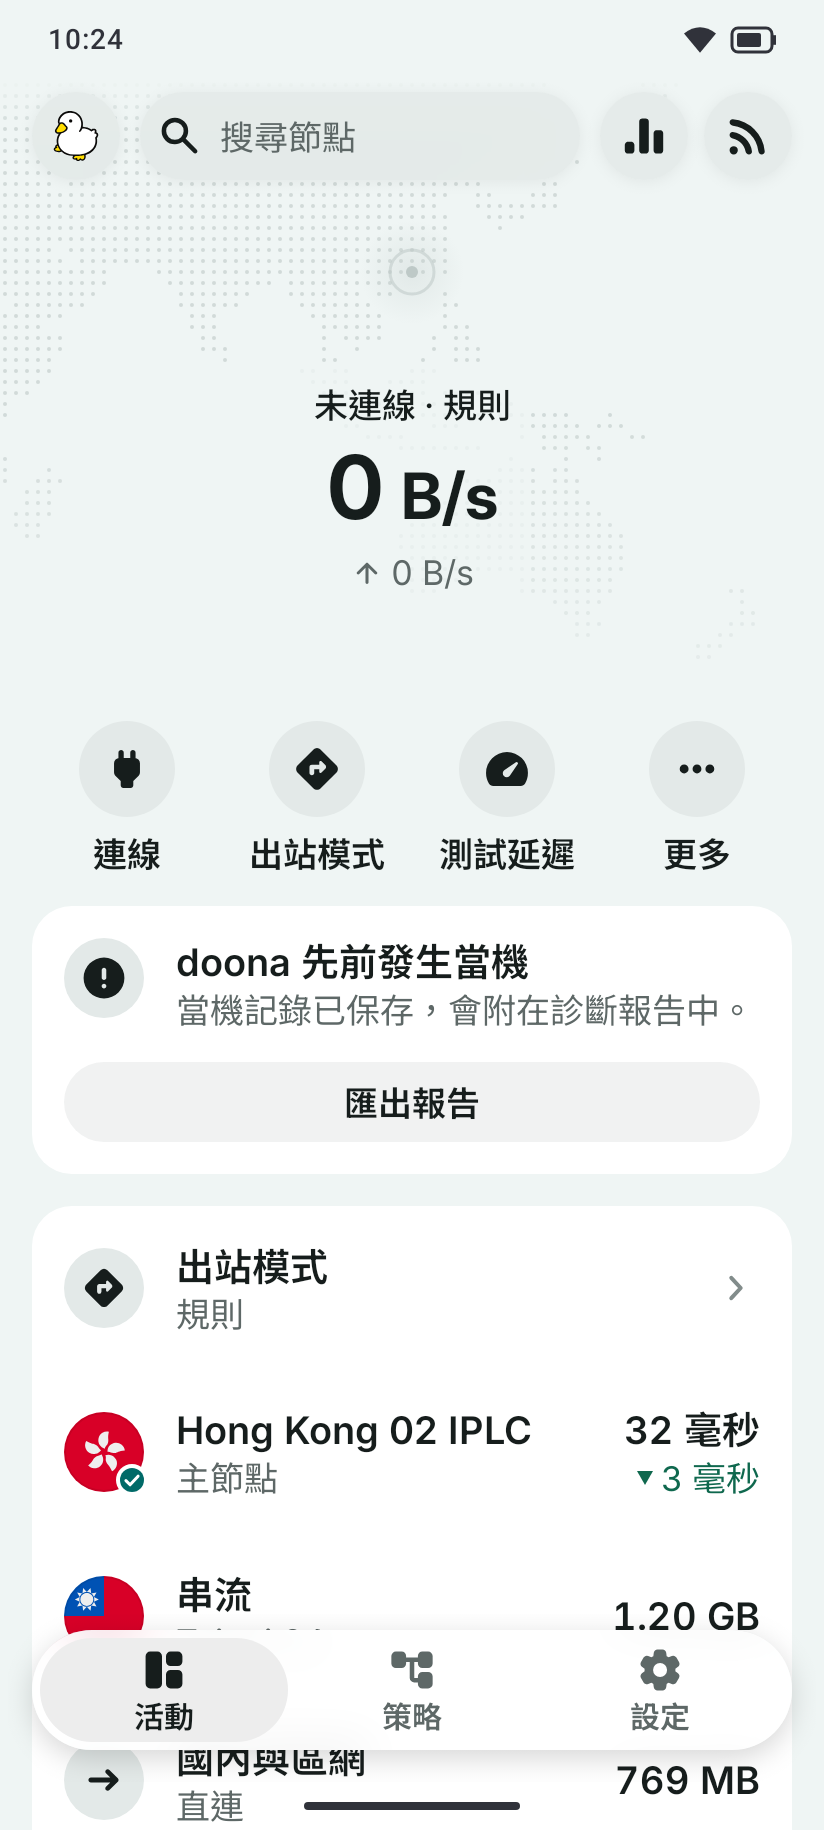 10:24
搜尋節點
未連線 · 規則
0 B/s
↑ 0 B/s
連線
出站模式
測試延遲
更多
doona 先前發生當機
當機記錄已保存，會附在診斷報告中。
匯出報告
出站模式
規則
Hong Kong 02 IPLC
32 毫秒
主節點
▼3 毫秒
串流
1.20 GB
活動
策略
設定
國內與區網
769 MB
直連